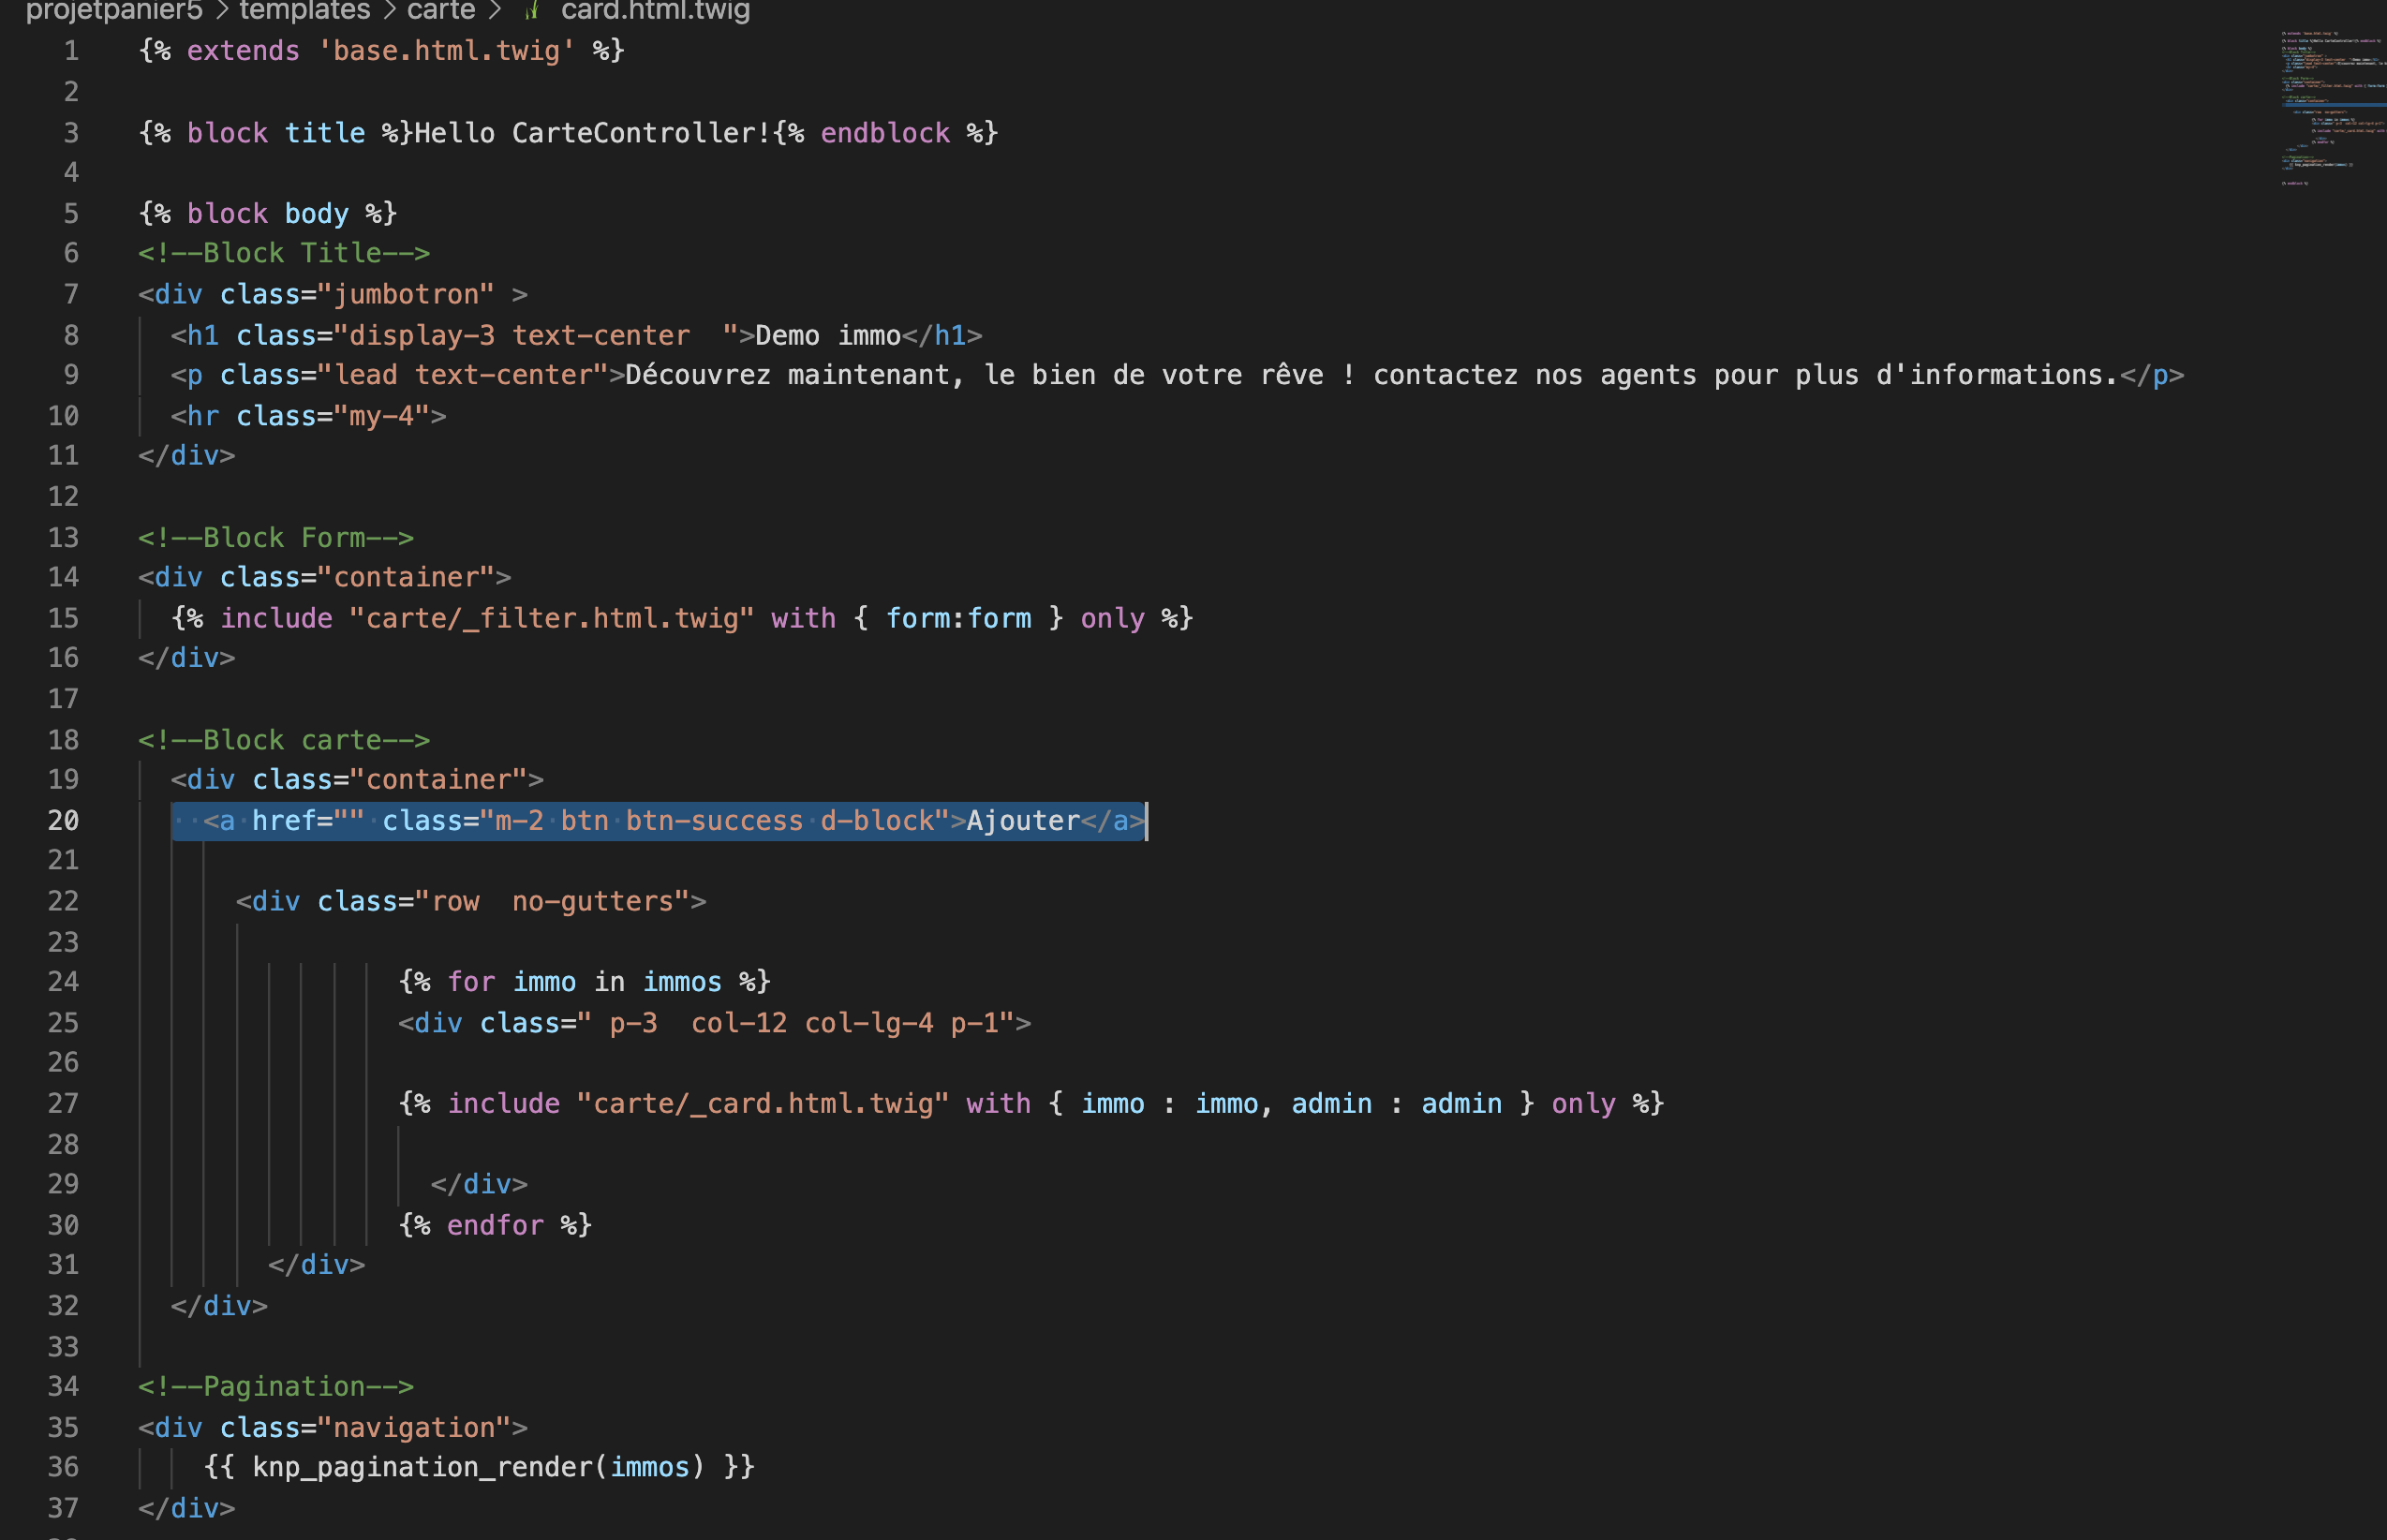 projetpanier5 > templates > carte > card.html.twig
1 {% extends 'base.html.twig' %}
2
3 {% block title %}Hello CarteController!{% endblock %}
4
5 {% block body %}
6 <!--Block Title-->
7 <div class="jumbotron" >
8 <h1 class="display-3 text-center  ">Demo immo</h1>
9 <p class="lead text-center">Découvrez maintenant, le bien de votre rêve ! contactez nos agents pour plus d'informations.</p>
10 <hr class="my-4">
11 </div>
12
13 <!--Block Form-->
14 <div class="container">
15 {% include "carte/_filter.html.twig" with { form:form } only %}
16 </div>
17
18 <!--Block carte-->
19 <div class="container">
20 <a href="" class="m-2 btn btn-success d-block">Ajouter</a>
21
22 <div class="row  no-gutters">
23
24 {% for immo in immos %}
25 <div class=" p-3  col-12 col-lg-4 p-1">
26
27 {% include "carte/_card.html.twig" with { immo : immo, admin : admin } only %}
28
29 </div>
30 {% endfor %}
31 </div>
32 </div>
33
34 <!--Pagination-->
35 <div class="navigation">
36 {{ knp_pagination_render(immos) }}
37 </div>